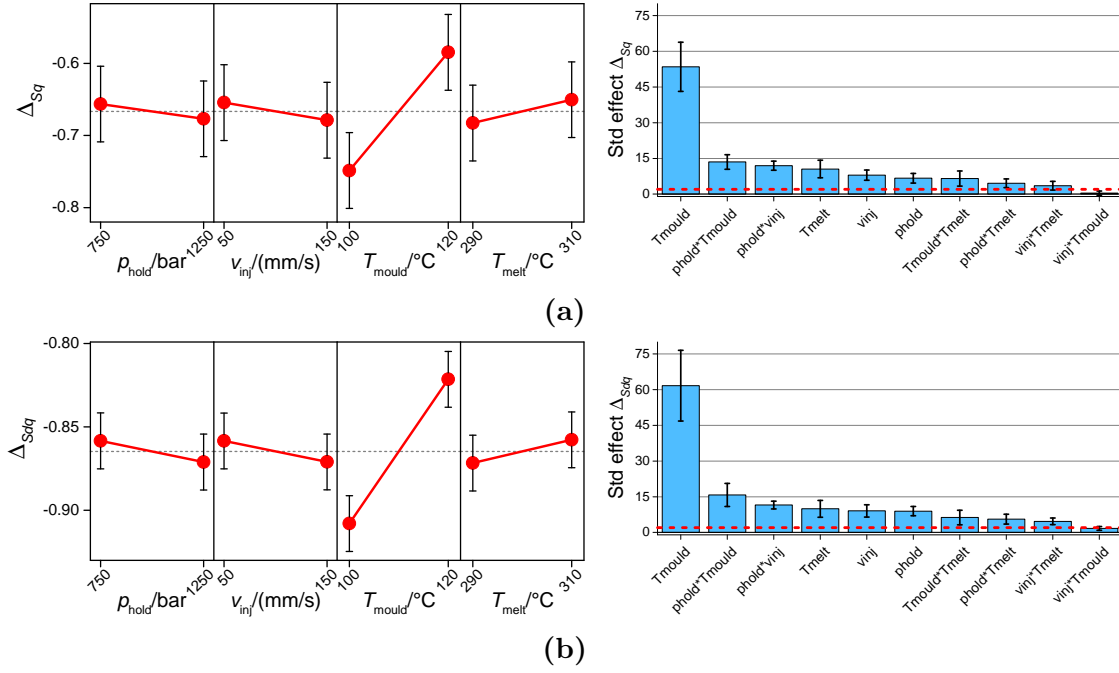 -0.6
-0.7
-0.8
Δ_Sq
750
1250
50
150
100
120
290
310
p_hold/bar
v_inj/(mm/s)
T_mould/°C
T_melt/°C
75
60
45
30
15
0
Std effect Δ_Sq
Tmould
phold*Tmould
phold*vinj
Tmelt
vinj
phold
Tmould*Tmelt
phold*Tmelt
vinj*Tmelt
vinj*Tmould
(a)
-0.80
-0.85
-0.90
Δ_Sdq
750
1250
50
150
100
120
290
310
p_hold/bar
v_inj/(mm/s)
T_mould/°C
T_melt/°C
75
60
45
30
15
0
Std effect Δ_Sdq
Tmould
phold*Tmould
phold*vinj
Tmelt
vinj
phold
Tmould*Tmelt
phold*Tmelt
vinj*Tmelt
vinj*Tmould
(b)